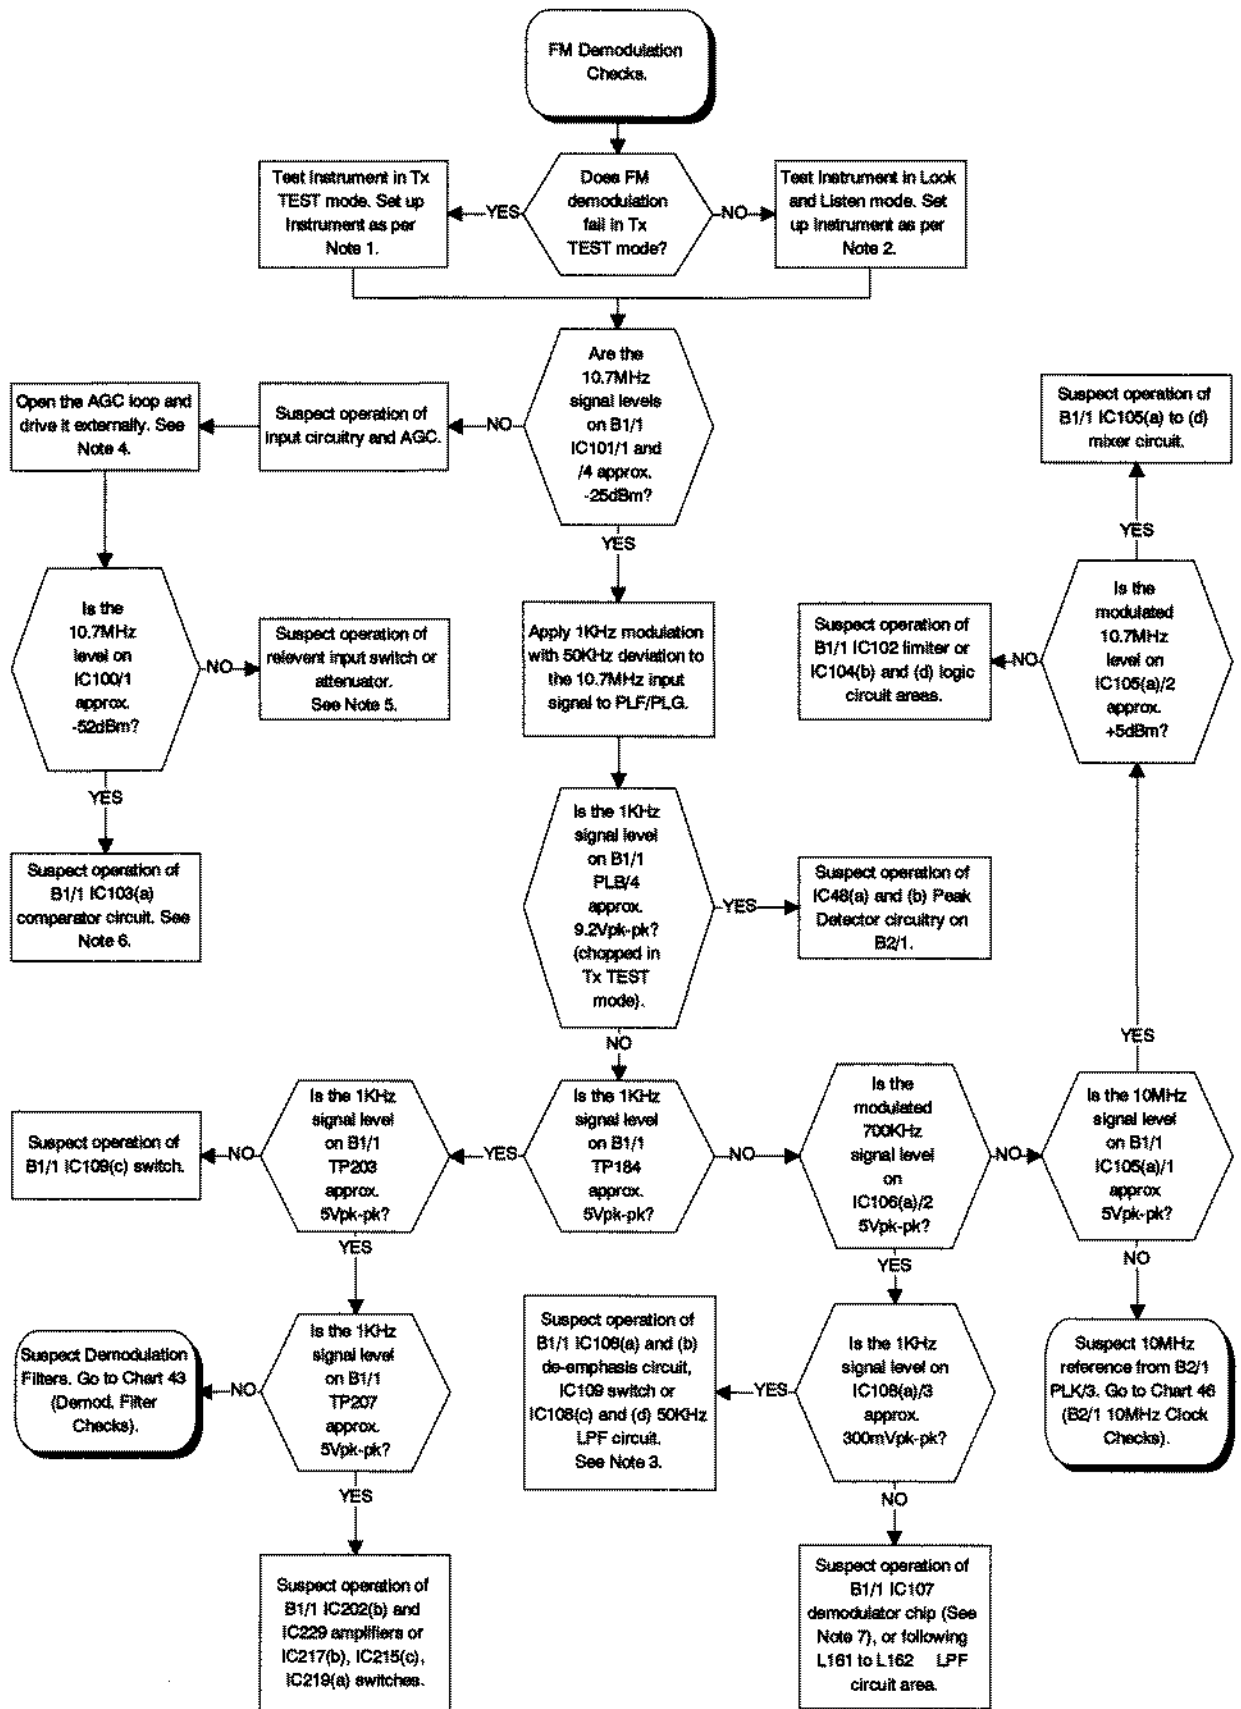 FM Demodulation
Checks.
Test Instrument in Tx
TEST mode. Set up
Instrument as per
Note 1.
YES
Does FM
demodulation
fail in Tx
TEST mode?
NO
Test Instrument in Look
and Listen mode. Set
up Instrument as per
Note 2.
Open the AGC loop and
drive it externally. See
Note 4.
Suspect operation of
input circuitry and AGC.
NO
Are the
10.7MHz
signal levels
on B1/1
IC101/1 and
/4 approx.
-25dBm?
YES
Suspect operation of
B1/1 IC105(a) to (d)
mixer circuit.
YES
Is the
10.7MHz
level on
IC100/1
approx.
-52dBm?
NO
Suspect operation of
relevent input switch or
attenuator.
See Note 5.
YES
Suspect operation of
B1/1 IC103(a)
comparator circuit. See
Note 6.
Apply 1KHz modulation
with 50KHz deviation to
the 10.7MHz input
signal to PLF/PLG.
Suspect operation of
B1/1 IC102 limiter or
IC104(b) and (d) logic
circuit areas.
NO
Is the
modulated
10.7MHz
level on
IC105(a)/2
approx.
+5dBm?
Is the 1KHz
signal level
on B1/1
PLB/4
approx.
9.2Vpk-pk?
(chopped in
Tx TEST
mode).
YES
Suspect operation of
IC48(a) and (b) Peak
Detector circuitry on
B2/1.
NO
YES
Suspect operation of
B1/1 IC109(c) switch.
NO
Is the 1KHz
signal level
on B1/1
TP203
approx.
5Vpk-pk?
YES
Is the 1KHz
signal level
on B1/1
TP184
approx.
5Vpk-pk?
NO
Is the
modulated
700KHz
signal level
on
IC106(a)/2
5Vpk-pk?
NO
Is the 10MHz
signal level
on B1/1
IC105(a)/1
approx
5Vpk-pk?
YES
YES
NO
Suspect Demodulation
Filters. Go to Chart 43
(Demod. Filter
Checks).
NO
Is the 1KHz
signal level
on B1/1
TP207
approx.
5Vpk-pk?
Suspect operation of
B1/1 IC108(a) and (b)
de-emphasis circuit,
IC109 switch or
IC108(c) and (d) 50KHz
LPF circuit.
See Note 3.
YES
Is the 1KHz
signal level on
IC108(a)/3
approx.
300mVpk-pk?
Suspect 10MHz
reference from B2/1
PLK/3. Go to Chart 46
(B2/1 10MHz Clock
Checks).
YES
NO
Suspect operation of
B1/1 IC202(b) and
IC229 amplifiers or
IC217(b), IC215(c),
IC219(a) switches.
Suspect operation of
B1/1 IC107
demodulator chip (See
Note 7), or following
L161 to L162 LPF
circuit area.